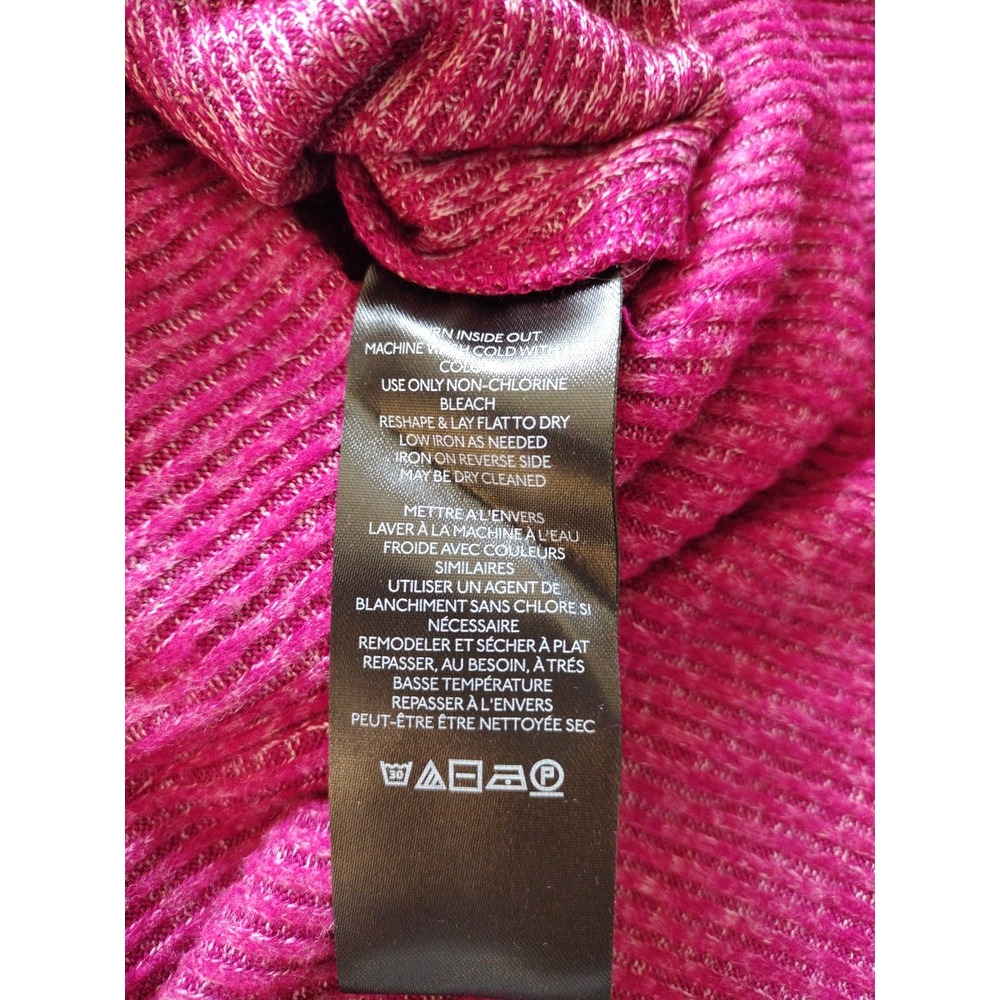 INSIDE OUT
MACHINE COLD WITH
USE ONLY NON-CHLORINE
BLEACH
RESHAPE & LAY FLAT TO DRY
LOW IRON AS NEEDED
IRON ON REVERSE SIDE
MAY BE DRY CLEANED
METTRE A L'ENVERS
LAVER À LA MACHINE À L'EAU
FROIDE AVEC COULEURS
SIMILAIRES
UTILISER UN AGENT DE
BLANCHIMENT SANS CHLORE SI
NÉCESSAIRE
REMODELER ET SÉCHER À PLAT
REPASSER, AU BESOIN, À TRÉS
BASSE TEMPÉRATURE
REPASSER À L'ENVERS
PEUT-ÊTRE ÊTRE NETTOYÉE SEC
30 P